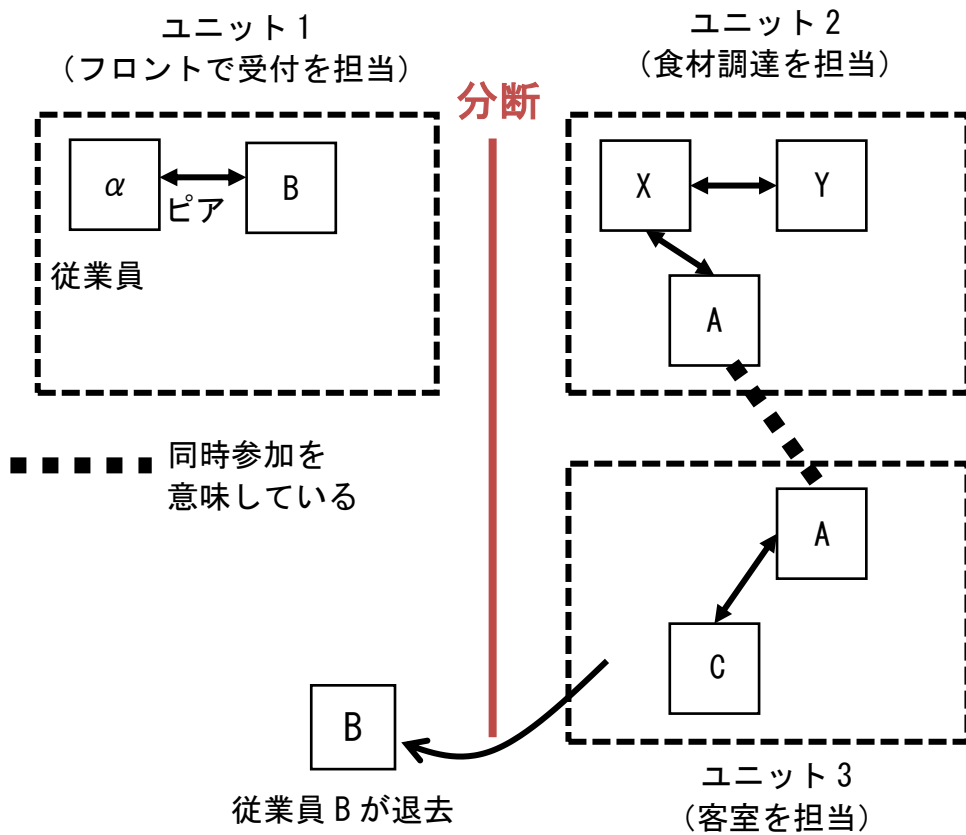 ユニット1
(フロントで受付を担当)
α
B
ピア
従業員
分断
ユニット2
(食材調達を担当)
X
Y
A
同時参加を
意味している
A
C
B
従業員Bが退去
ユニット3
(客室を担当)